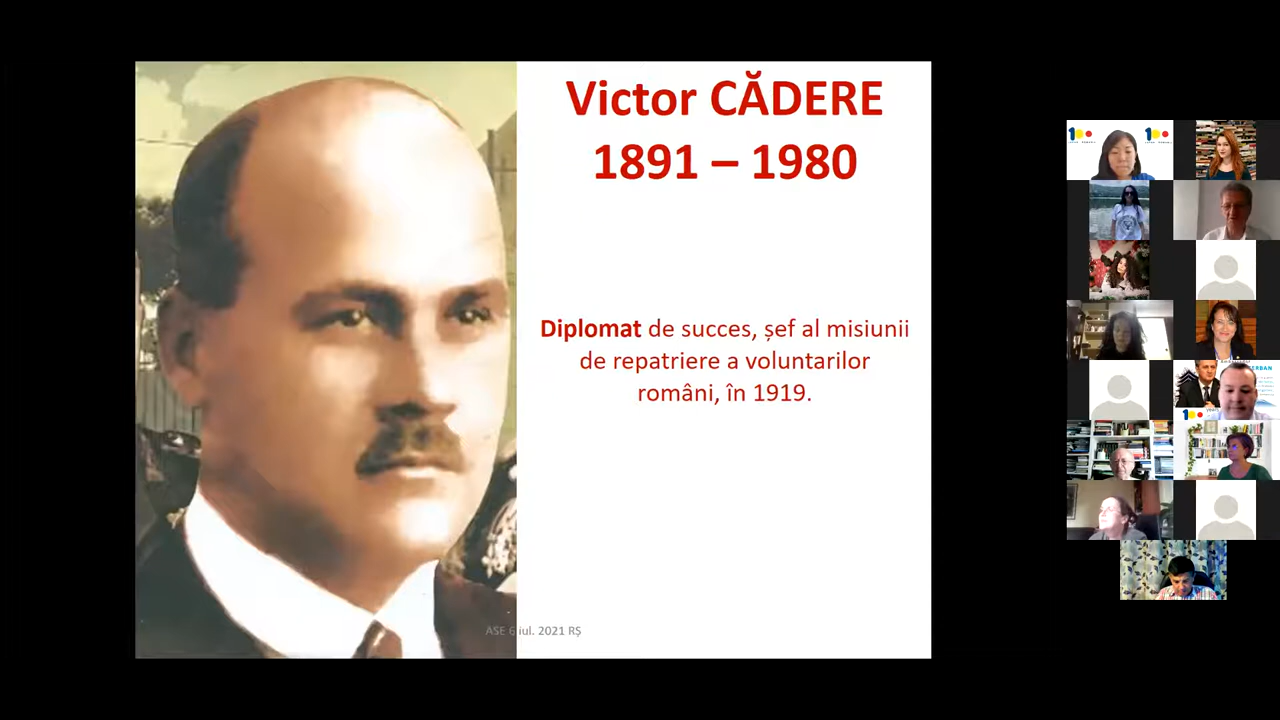 Victor CĂDERE
1891 – 1980
Diplomat de succes, șef al misiunii
de repatriere a voluntarilor
români, în 1919.
ASE 6 iul. 2021 RȘ